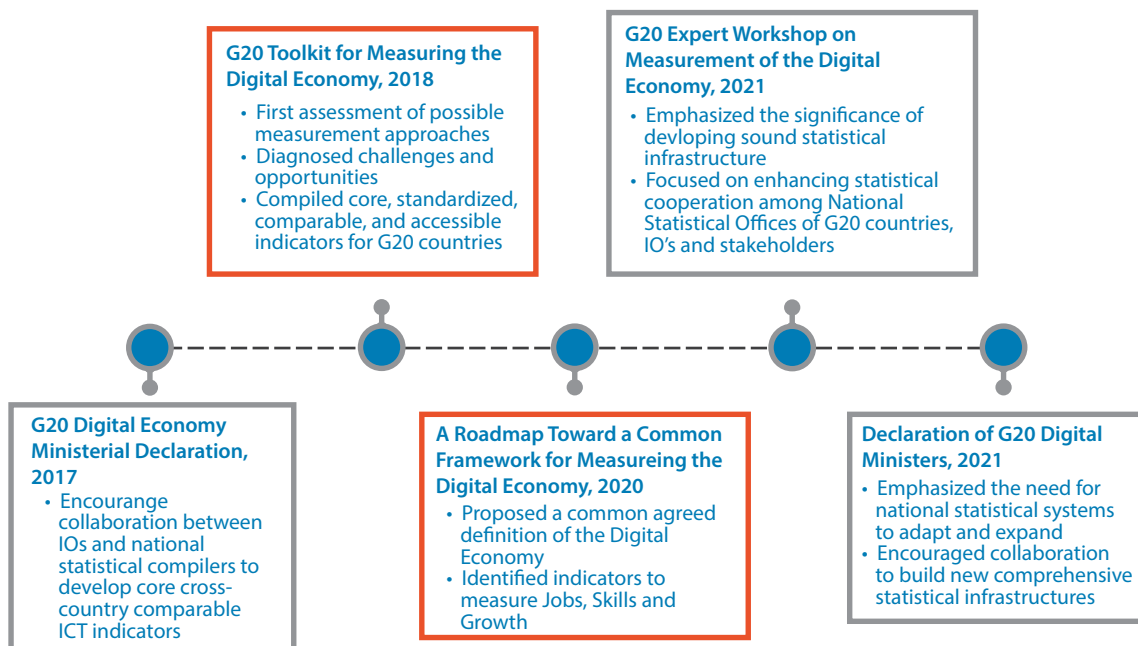 G20 Toolkit for Measuring the
Digital Economy, 2018
• First assessment of possible
measurement approaches
• Diagnosed challenges and
opportunities
• Compiled core, standardized,
comparable, and accessible
indicators for G20 countries
G20 Expert Workshop on
Measurement of the Digital
Economy, 2021
• Emphasized the significance of
devloping sound statistical
infrastructure
• Focused on enhancing statistical
cooperation among National
Statistical Offices of G20 countries,
IO's and stakeholders
G20 Digital Economy
Ministerial Declaration,
2017
• Encourange
collaboration between
IOs and national
statistical compilers to
develop core cross-
country comparable
ICT indicators
A Roadmap Toward a Common
Framework for Measureing the
Digital Economy, 2020
• Proposed a common agreed
definition of the Digital
Economy
• Identified indicators to
measure Jobs, Skills and
Growth
Declaration of G20 Digital
Ministers, 2021
• Emphasized the need for
national statistical systems
to adapt and expand
• Encouraged collaboration
to build new comprehensive
statistical infrastructures